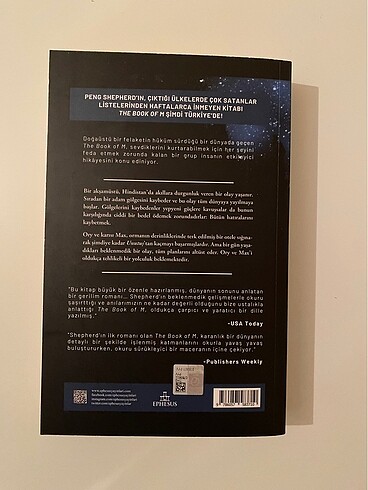 PENG SHEPHERD'IN, ÇIKTIĞI ÜLKELERDE ÇOK SATANLAR
LİSTELERİNDEN HAFTALARCA İNMEYEN KİTABI
THE BOOK OF M ŞİMDİ TÜRKİYE'DE!
Doğaüstü bir felaketin hüküm sürdüğü bir dünyada geçen
The Book of M, sevdiklerini kurtarabilmek için her şeyini
feda etmek zorunda kalan bir grup insanın etkileyici
hikâyesini konu ediniyor.
Bir akşamüstü, Hindistan'da akıllara durgunluk veren bir olay yaşanır.
Sıradan bir adam gölgesini kaybeder ve bu olay tüm dünyaya yayılmaya
başlar. Gölgelerini kaybedenler yepyeni güçlere kavuşsalar da bunun
karşılığında ciddi bir bedel ödemek zorundadırlar: Bütün hatıralarını
kaybetmek.
Ory ve karısı Max, ormanın derinliklerinde terk edilmiş bir otele sığına-
rak şimdiye kadar Unutuş'tan kaçmayı başarmışlardır. Ama bir gün yaşa-
dıkları beklenmedik bir olay, tüm planlarını altüst eder. Ory ve Max'i
oldukça tehlikeli bir yolculuk beklemektedir.
"Bu kitap büyük bir özenle hazırlanmış, dünyanın sonunu anlatan
bir gerilim romanı... Shepherd'ın beklenmedik gelişmelerle okuru
şaşırttığı ve anılarımızın ne kadar değerli olduğunu bize ustalıkla
anlattığı The Book of M, oldukça çarpıcı ve yaratıcı bir dille
yazılmış."
-USA Today
"Shepherd'ın ilk romanı olan The Book of M, karanlık bir dünyanın
detaylı bir şekilde işlenmiş katmanlarını okurla yavaş yavaş
buluştururken, okuru sürükleyici bir maceranın içine çekiyor."
-Publishers Weekly
www.ephesusyayinlari.com
EPHESUS